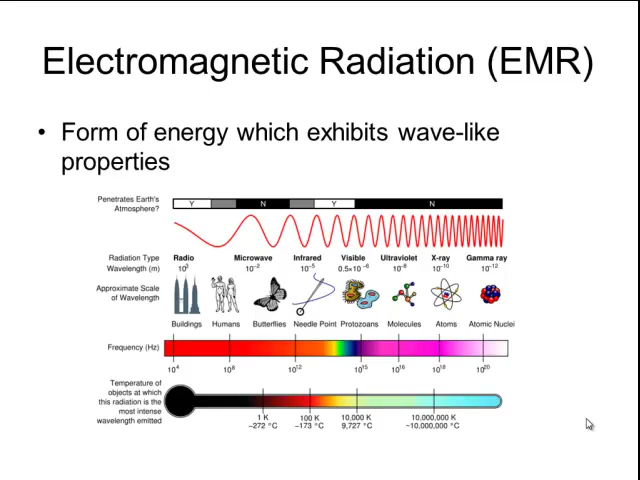 Electromagnetic Radiation (EMR)
• Form of energy which exhibits wave-like
properties
Penetrates Earth's
Atmosphere?
Y N Y N
Radiation Type Radio Microwave Infrared Visible Ultraviolet X-ray Gamma ray
Wavelength (m) 10³ 10⁻² 10⁻⁵ 0.5×10⁻⁶ 10⁻⁸ 10⁻¹⁰ 10⁻¹²
Approximate Scale
of Wavelength
Buildings Humans Butterflies Needle Point Protozoans Molecules Atoms Atomic Nuclei
Frequency (Hz)
10⁴ 10⁸ 10¹² 10¹⁵ 10¹⁶ 10¹⁸ 10²⁰
Temperature of
objects at which
this radiation is the
most intense
wavelength emitted
1 K 100 K 10,000 K 10,000,000 K
−272 °C −173 °C 9,727 °C ~10,000,000 °C